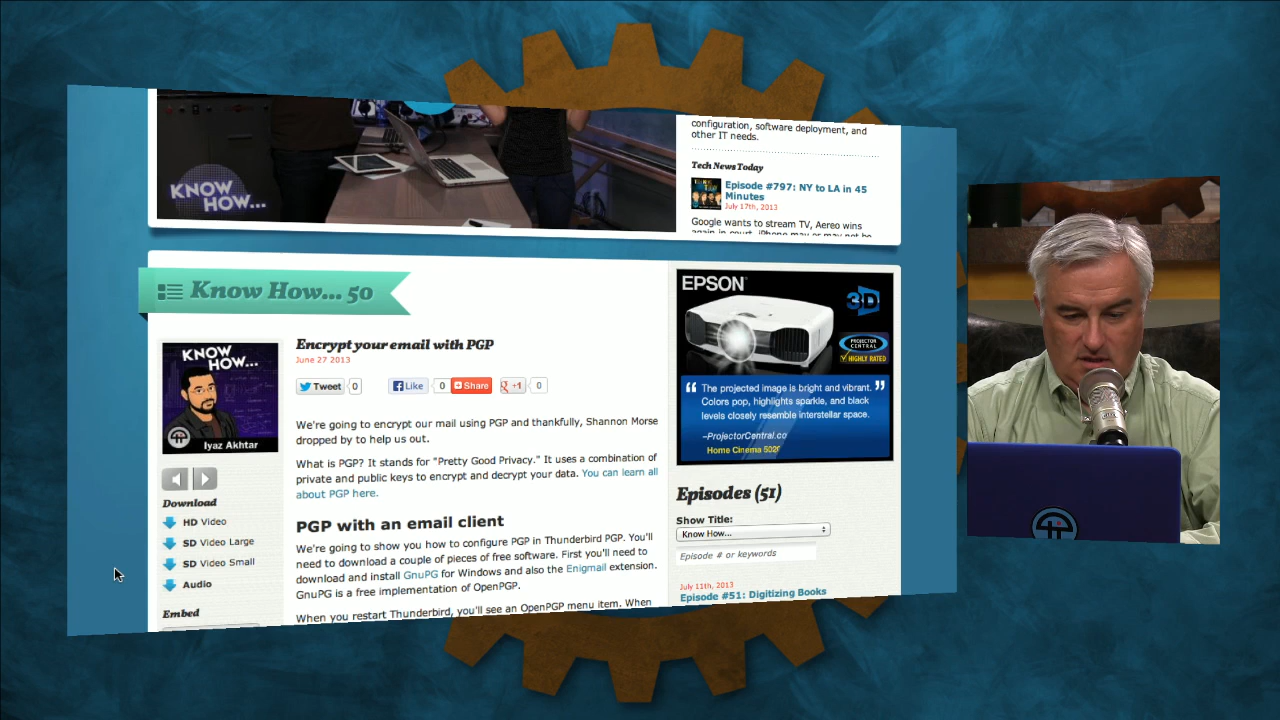 configuration, software deployment, and
other IT needs.
Tech News Today
Episode #797: NY to LA in 45
Minutes
July 17th, 2013
Google wants to stream TV, Aereo wins
again in court, iPhone may or may not be
KNOW
HOW...
Know How... 50
Encrypt your email with PGP
June 27 2013
Tweet 0 Like 0 Share +1 0
We're going to encrypt our mail using PGP and thankfully, Shannon Morse
dropped by to help us out.
What is PGP? It stands for "Pretty Good Privacy." It uses a combination of
private and public keys to encrypt and decrypt your data. You can learn all
about PGP here.
PGP with an email client
We're going to show you how to configure PGP in Thunderbird PGP. You'll
need to download a couple of pieces of free software. First you'll need to
download and install GnuPG for Windows and also the Enigmail extension.
GnuPG is a free implementation of OpenPGP.
When you restart Thunderbird, you'll see an OpenPGP menu item. When
KNOW
HOW...
Iyaz Akhtar
Download
HD Video
SD Video Large
SD Video Small
Audio
Embed
EPSON
3D
PROJECTOR
CENTRAL
HIGHLY RATED
"The projected image is bright and vibrant."
Colors pop, highlights sparkle, and black
levels closely resemble interstellar space.
–ProjectorCentral.co
Home Cinema 5020
Episodes (51)
Show Title:
Know How...
Episode # or keywords
July 11th, 2013
Episode #51: Digitizing Books